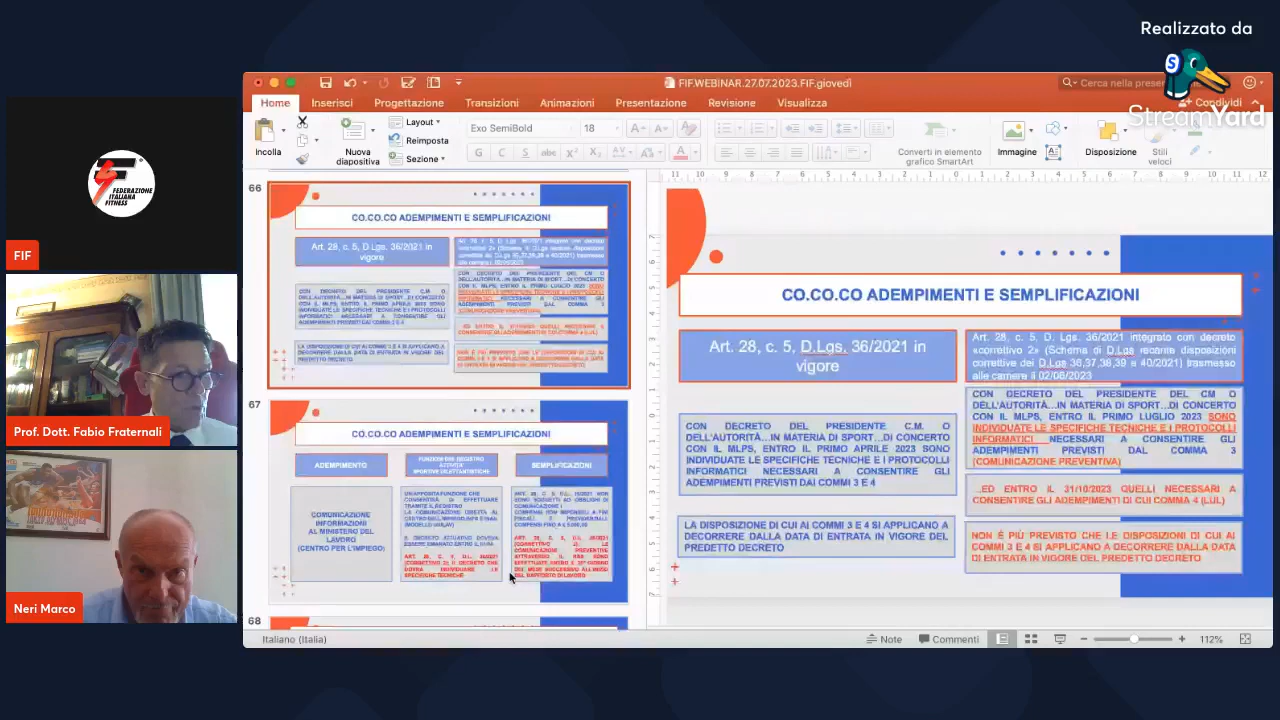 Realizzato da
StreamYard
FEDERAZIONE
ITALIANA
FITNESS
FIF
Prof. Dott. Fabio Fraternali
Neri Marco
FIF.WEBINAR.27.07.2023.FIF.giovedì
Cerca nella presen
Home
Inserisci
Progettazione
Transizioni
Animazioni
Presentazione
Revisione
Visualizza
Condividi
Incolla
Nuova
diapositiva
Layout
Reimposta
Sezione
Exo SemiBold
18
Converti in elemento
grafico SmartArt
Immagine
Disposizione
Stili
veloci
66
CO.CO.CO ADEMPIMENTI E SEMPLIFICAZIONI
Art. 28, c. 5, D.Lgs. 36/2021 in
vigore
67
CO.CO.CO ADEMPIMENTI E SEMPLIFICAZIONI
ADEMPIMENTO
SEMPLIFICAZIONI
COMUNICAZIONE
INFORMAZIONI
AL MINISTERO DEL
LAVORO
(CENTRO PER L'IMPIEGO)
68
CO.CO.CO ADEMPIMENTI E SEMPLIFICAZIONI
Art. 28, c. 5, D.Lgs. 36/2021 in
vigore
Art. 28, c. 5, D. Lgs. 36/2021 integrato con decreto
«correttivo 2» (Schema di D.Lgs recante disposizioni
correttive dei D.Lgs 36,37,38,39 e 40/2021) trasmesso
alle camere il 02/06/2023
CON DECRETO DEL PRESIDENTE C.M. O
DELL'AUTORITÀ...IN MATERIA DI SPORT...DI CONCERTO
CON IL MLPS, ENTRO IL PRIMO APRILE 2023 SONO
INDIVIDUATE LE SPECIFICHE TECNICHE E I PROTOCOLLI
INFORMATICI NECESSARI A CONSENTIRE GLI
ADEMPIMENTI PREVISTI DAI COMMI 3 E 4
CON DECRETO DEL PRESIDENTE DEL CM O
DELL'AUTORITÀ...IN MATERIA DI SPORT...DI CONCERTO
CON IL MLPS, ENTRO IL PRIMO LUGLIO 2023 SONO
INDIVIDUATE LE SPECIFICHE TECNICHE E I PROTOCOLLI
INFORMATICI NECESSARI A CONSENTIRE GLI
ADEMPIMENTI PREVISTI DAL COMMA 3
(COMUNICAZIONE PREVENTIVA)
..ED ENTRO IL 31/10/2023 QUELLI NECESSARI A
CONSENTIRE GLI ADEMPIMENTI DI CUI COMMA 4 (LUL)
LA DISPOSIZIONE DI CUI AI COMMI 3 E 4 SI APPLICANO A
DECORRERE DALLA DATA DI ENTRATA IN VIGORE DEL
PREDETTO DECRETO
NON È PIÙ PREVISTO CHE LE DISPOSIZIONI DI CUI AI
COMMI 3 E 4 SI APPLICANO A DECORRERE DALLA DATA
DI ENTRATA IN VIGORE DEL PREDETTO DECRETO
Italiano (Italia)
Note
Commenti
112%